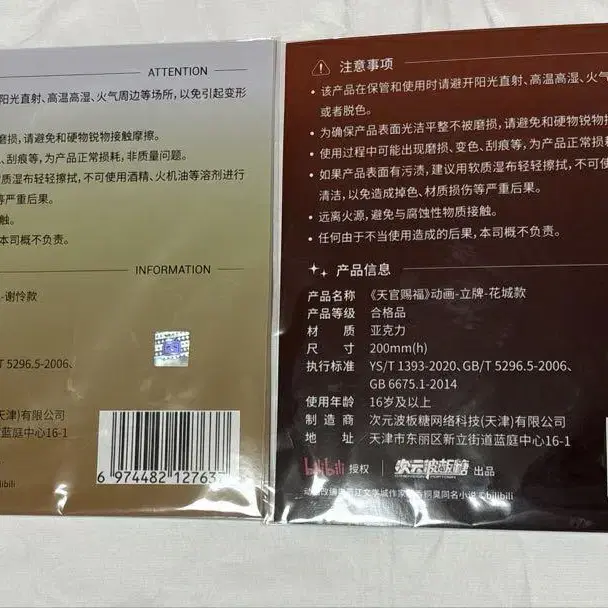 ATTENTION
阳光直射、高温高湿、火气周边等场所,以免引起变形
磨损,请避免和硬物锐物接触摩擦。
、刮痕等,为产品正常损耗,非质量问题。
质湿布轻轻擦拭,不可使用酒精、火机油等溶剂进行
等严重后果。
触。
本司概不负责。
INFORMATION
-谢怜款
/T 5296.5-2006、
天津)有限公司
蓝庭中心16-1
6 974482 12763
ilibili
注意事项
• 该产品在保管和使用时请避开阳光直射、高温高湿、火气
或者脱色。
• 为确保产品表面光洁平整不被磨损,请避免和硬物锐物
• 使用过程中可能出现磨损、变色、刮痕等,为产品正常损耗
• 如果产品表面有污渍,建议用软质湿布轻轻擦拭,不可使
清洁,以免造成掉色、材质损伤等严重后果。
• 远离火源,避免与腐蚀性物质接触。
• 任何由于不当使用造成的后果,本司概不负责。
产品信息
产品名称 《天官赐福》动画-立牌-花城款
产品等级 合格品
材 质 亚克力
尺 寸 200mm(h)
执行标准 YS/T 1393-2020、GB/T 5296.5-2006、
GB 6675.1-2014
使用年龄 16岁及以上
制 造 商 次元波板糖网络科技(天津)有限公司
地 址 天津市东丽区新立街道蓝庭中心16-1
bilibili 授权 次元波板糖 出品
同名小说 ©bilibili